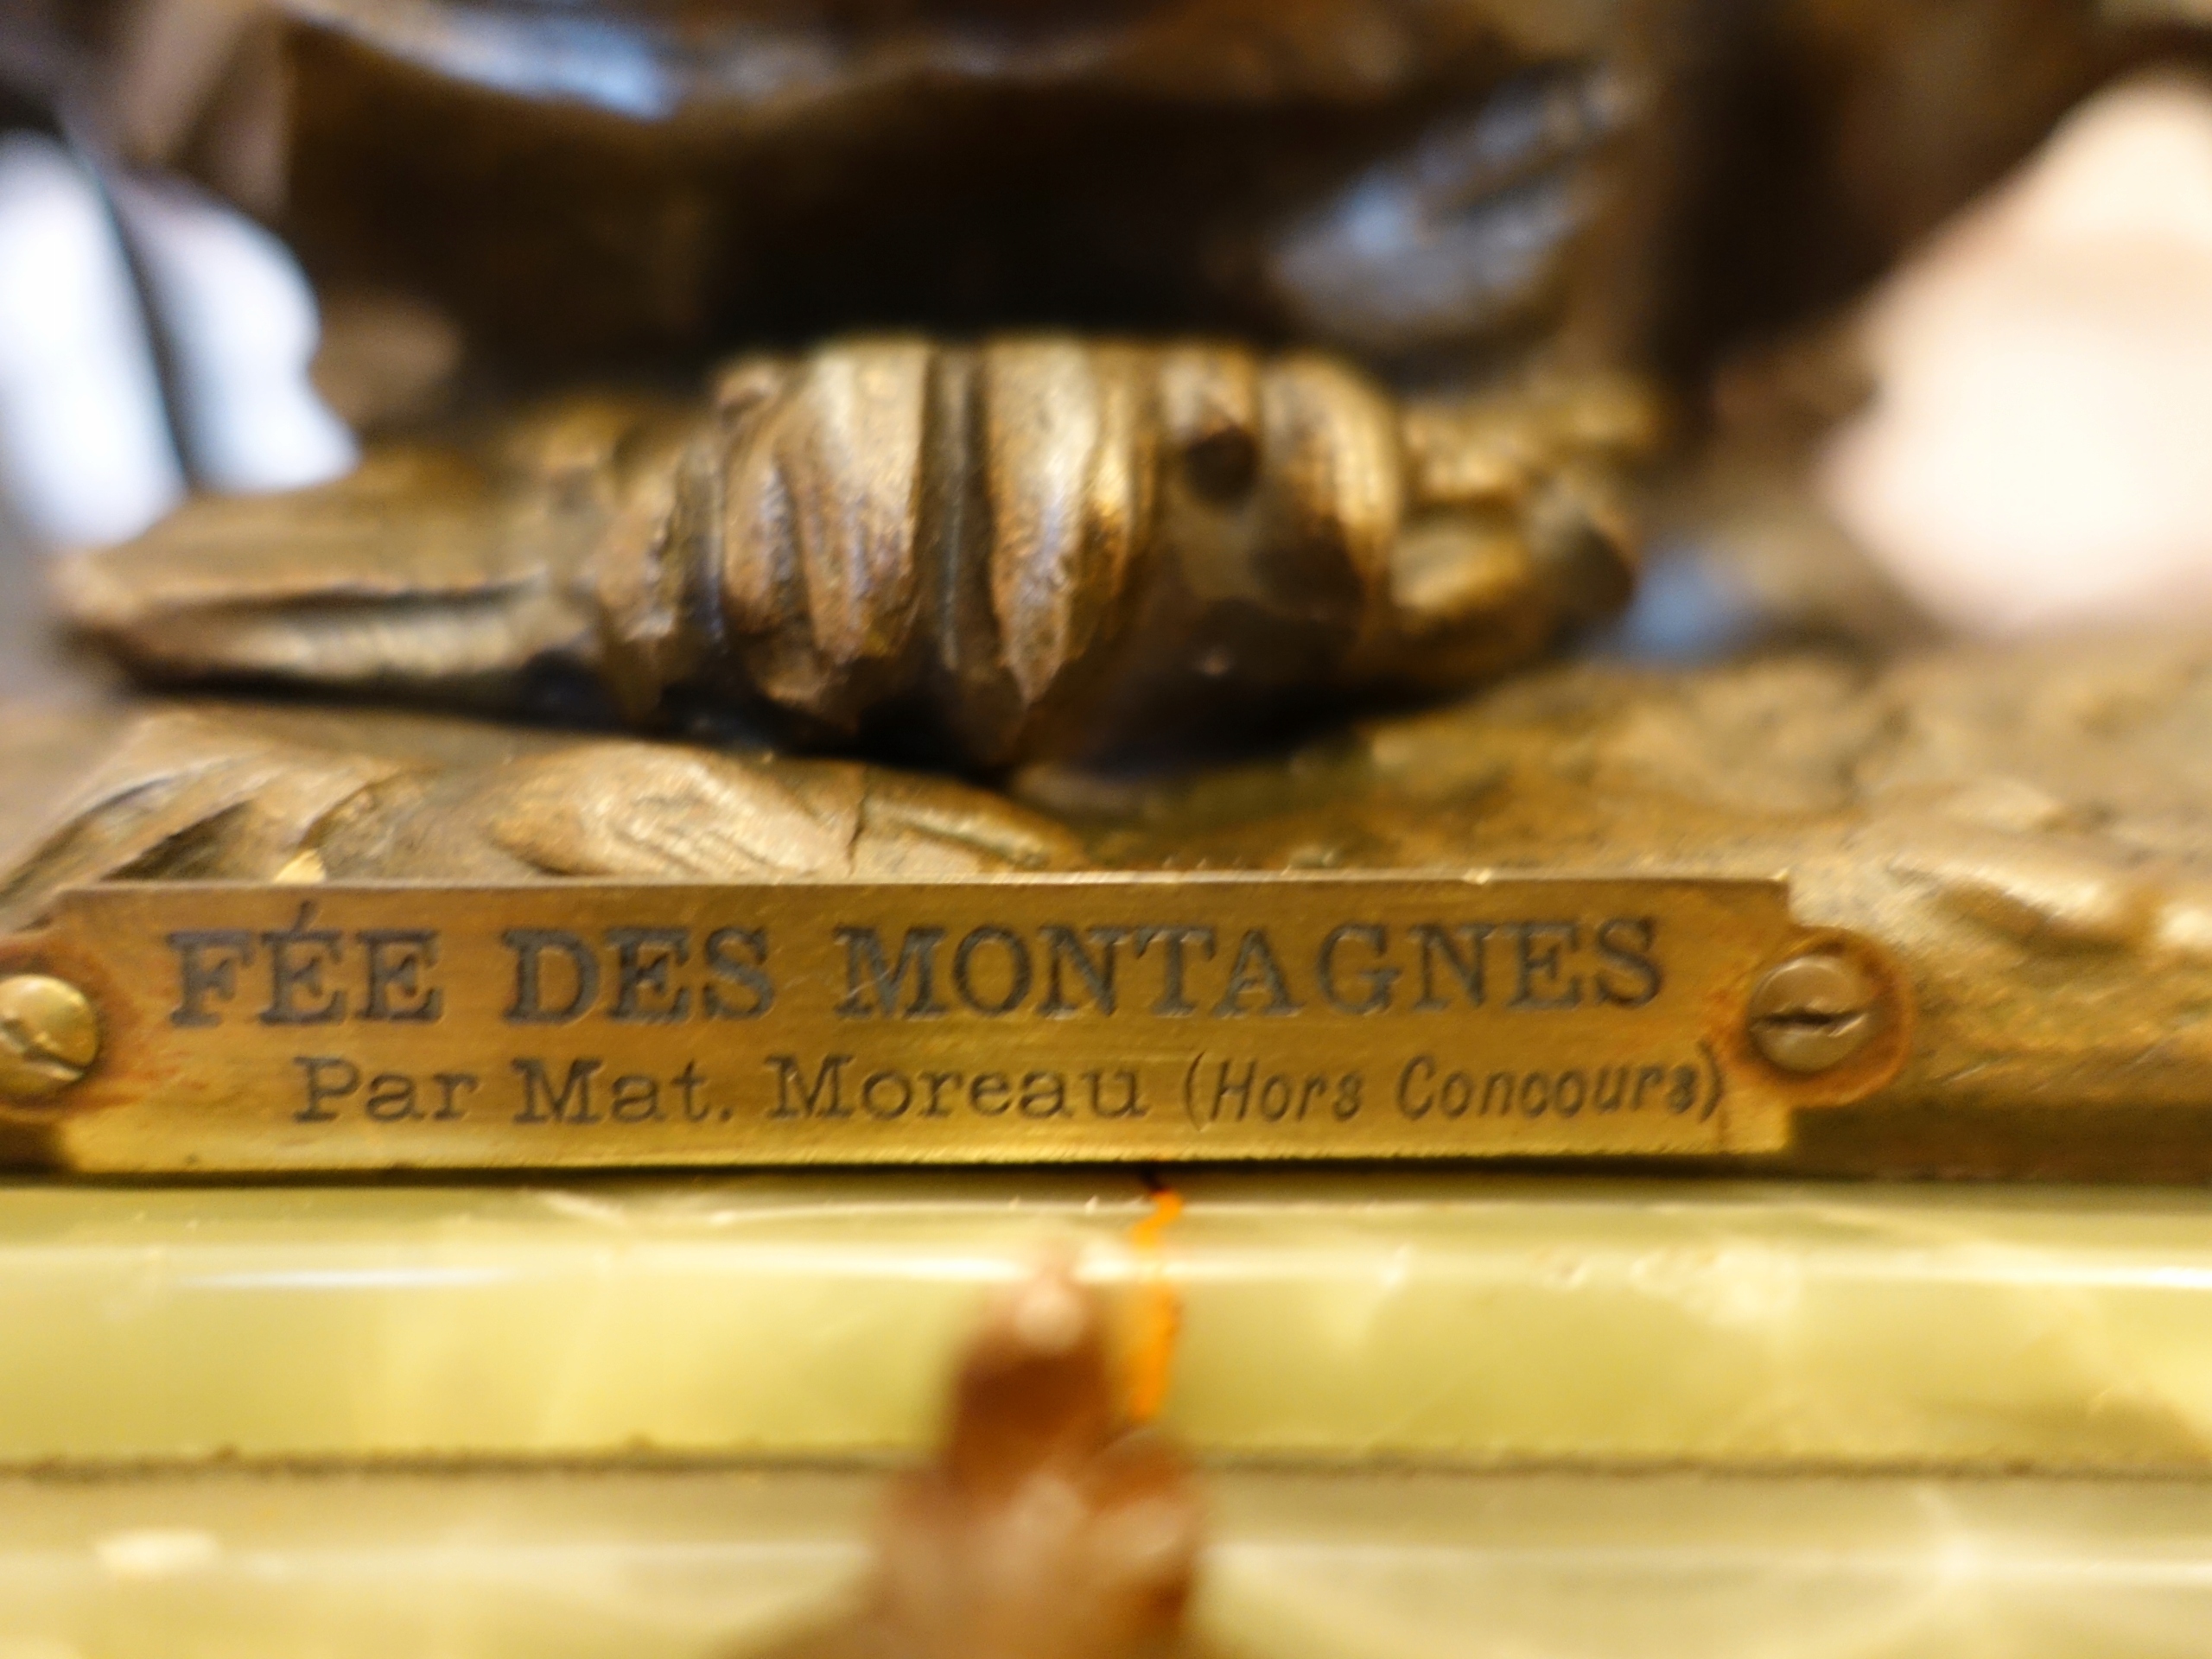 FÉE DES MONTAGNES
Par Mat. Moreau (Hors Concours)